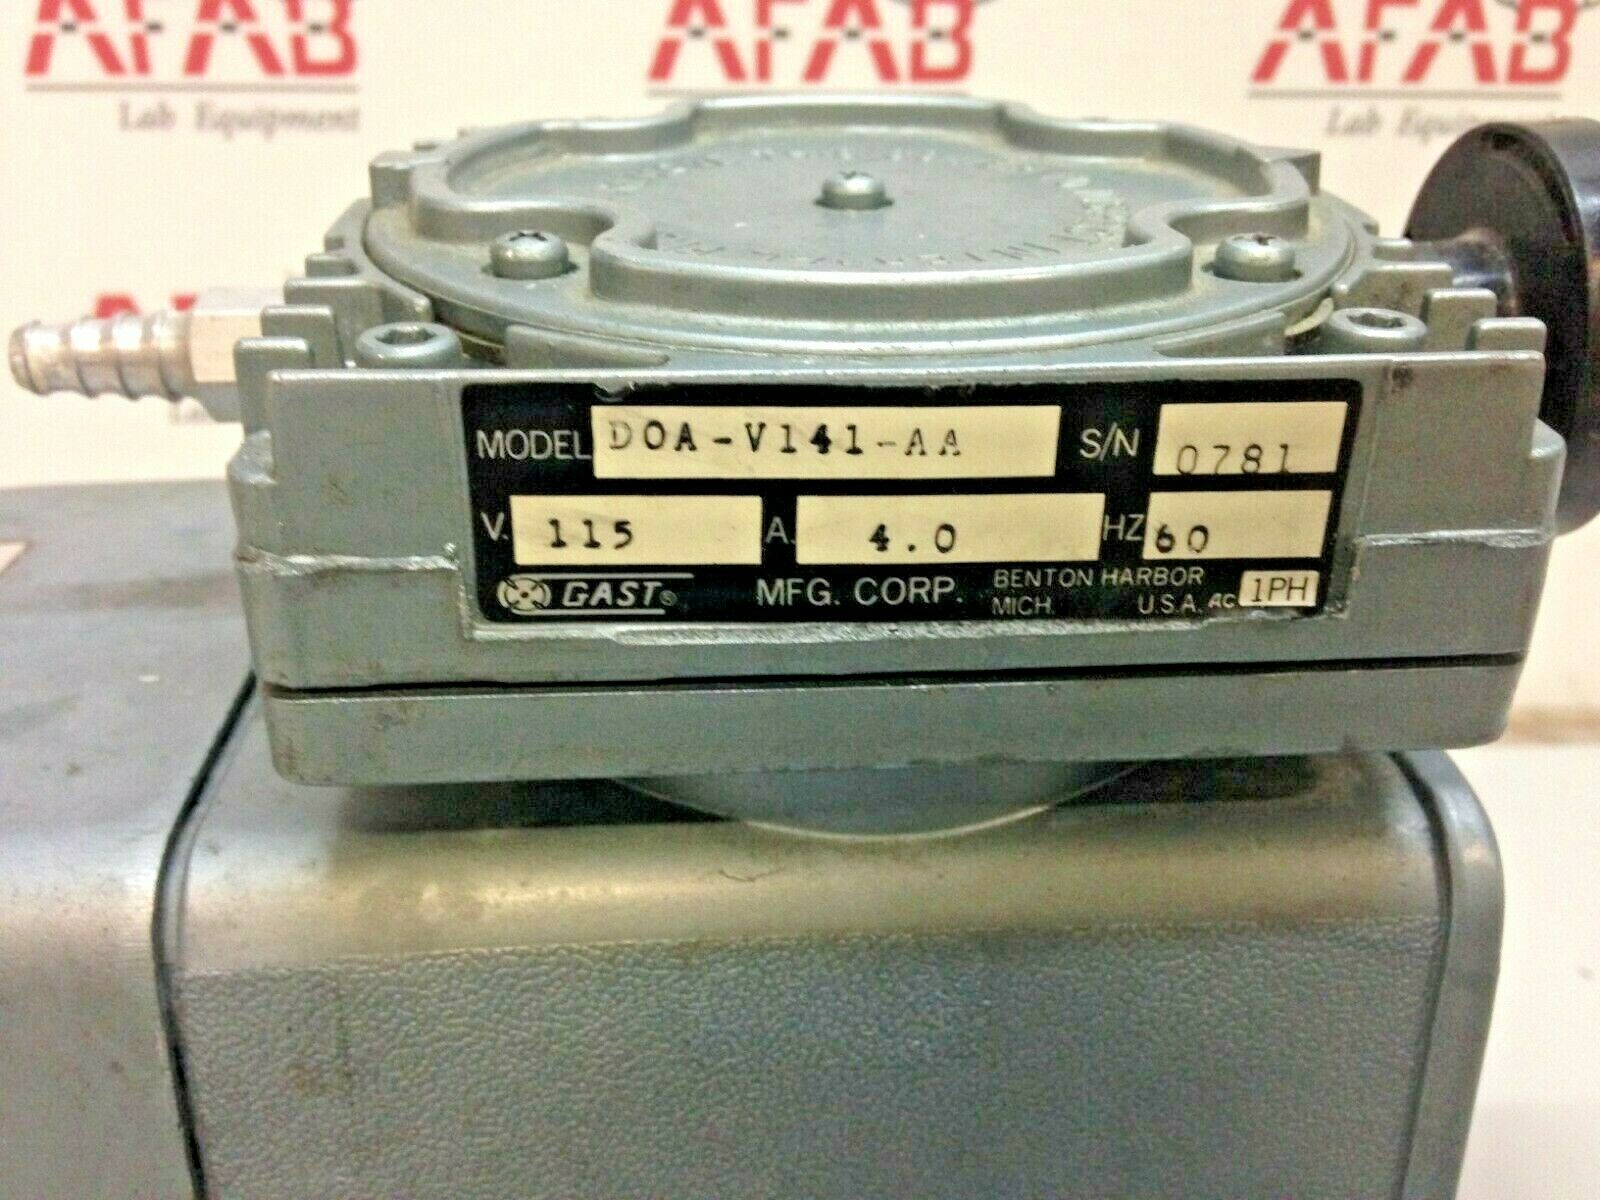 AFAB
Lab Equipment
AFAB
AFAB
Lab Equipment
MODEL DOA-V141-AA S/N 0781
V. 115 A. 4.0 HZ 60
GAST® MFG. CORP. BENTON HARBOR
MICH. U.S.A. AC 1PH